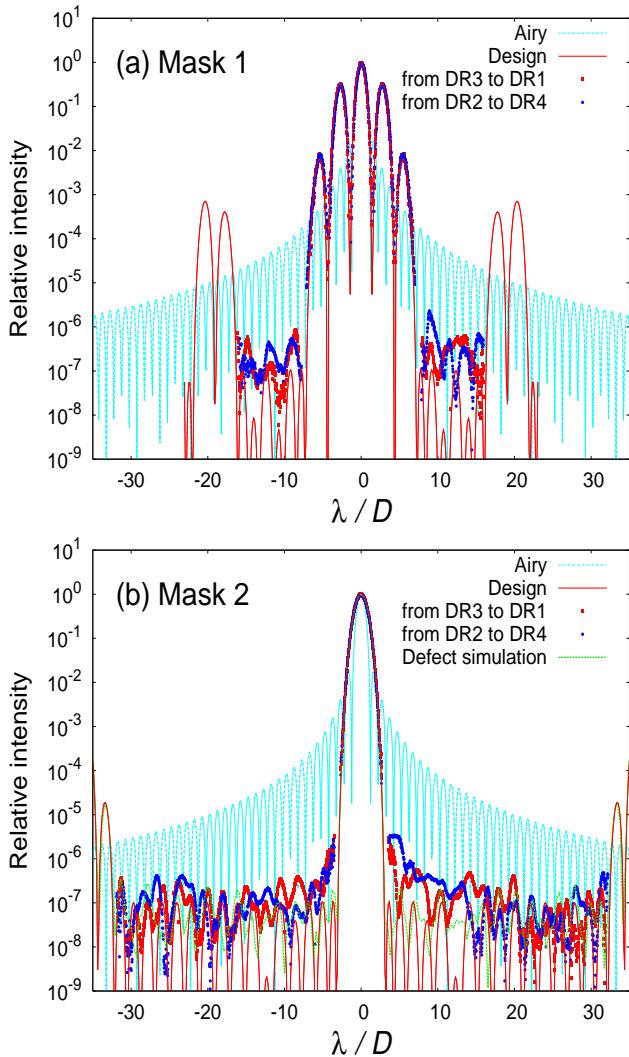 10^1
10^0
10^-1
10^-2
10^-3
10^-4
10^-5
10^-6
10^-7
10^-8
10^-9
Relative intensity
(a) Mask 1
Airy
Design
from DR3 to DR1
from DR2 to DR4
-30 -20 -10 0 10 20 30
λ / D
10^1
10^0
10^-1
10^-2
10^-3
10^-4
10^-5
10^-6
10^-7
10^-8
10^-9
Relative intensity
(b) Mask 2
Airy
Design
from DR3 to DR1
from DR2 to DR4
Defect simulation
-30 -20 -10 0 10 20 30
λ / D